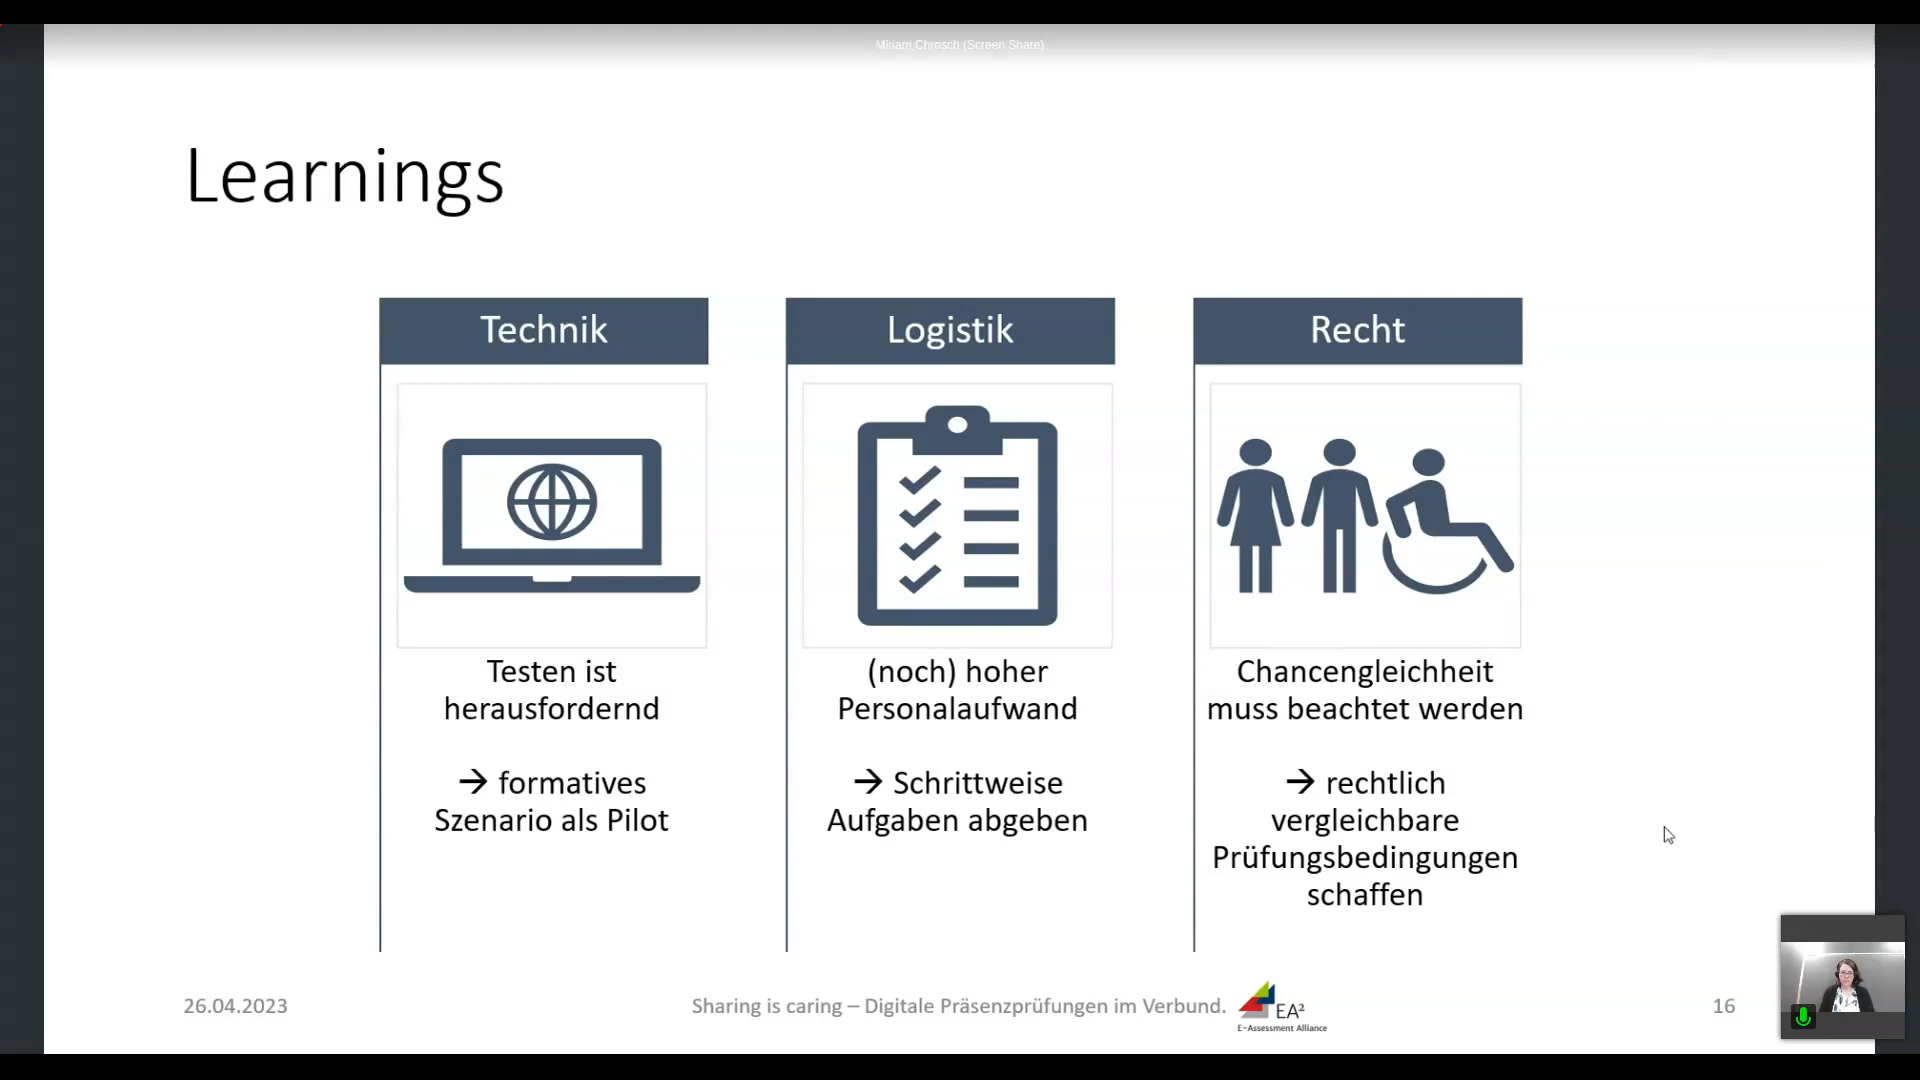 Miriam Chrosch (Screen Share)
Learnings
Technik
Testen ist
herausfordernd
→ formatives
Szenario als Pilot
Logistik
(noch) hoher
Personalaufwand
→ Schrittweise
Aufgaben abgeben
Recht
Chancengleichheit
muss beachtet werden
→ rechtlich
vergleichbare
Prüfungsbedingungen
schaffen
26.04.2023
Sharing is caring – Digitale Präsenzprüfungen im Verbund.
EA²
E-Assessment Alliance
16